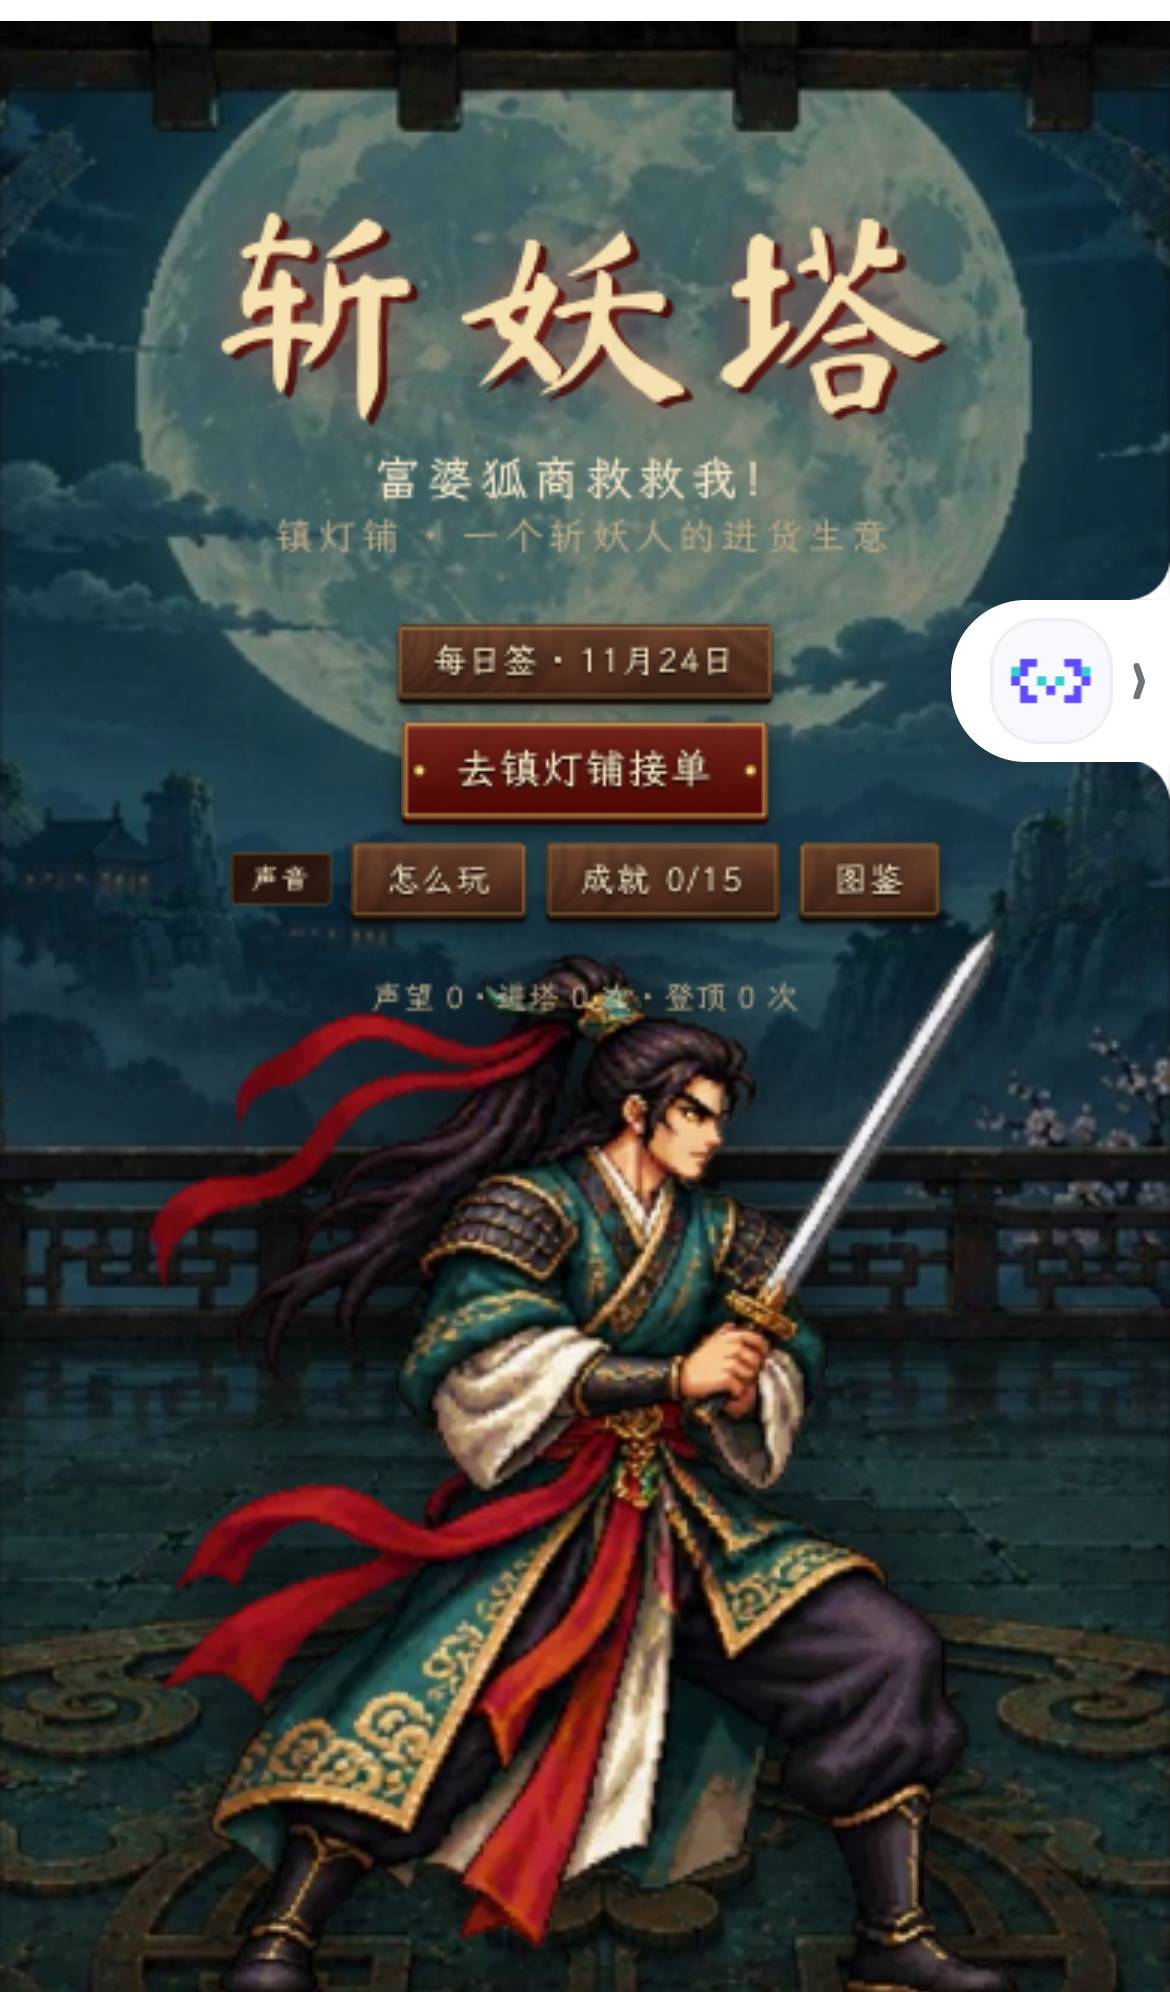 斩妖塔
富婆狐商救救我！
镇灯铺 · 一个斩妖人的进货生意
每日签 · 11月24日
去镇灯铺接单
声音 怎么玩 成就 0/15 图鉴
声望 0 · 进塔 0 次 · 登顶 0 次